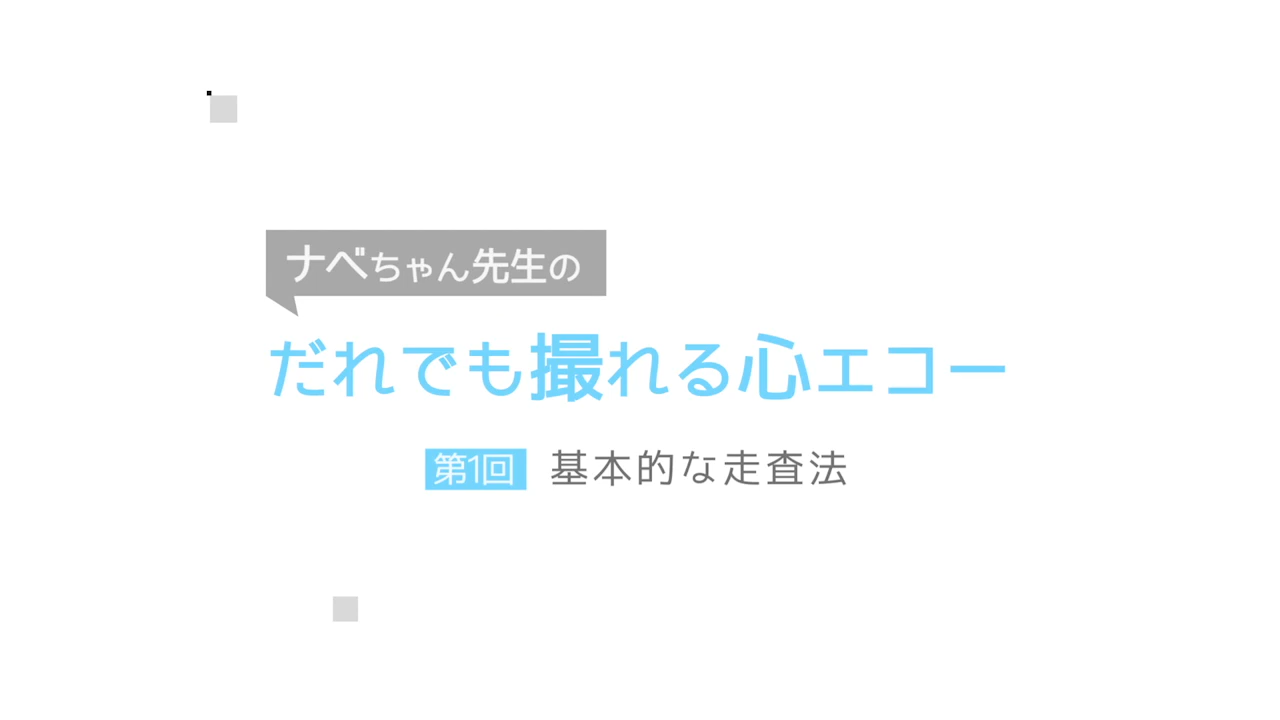 ナベちゃん先生の
だれでも撮れる心エコー
第1回 基本的な走査法